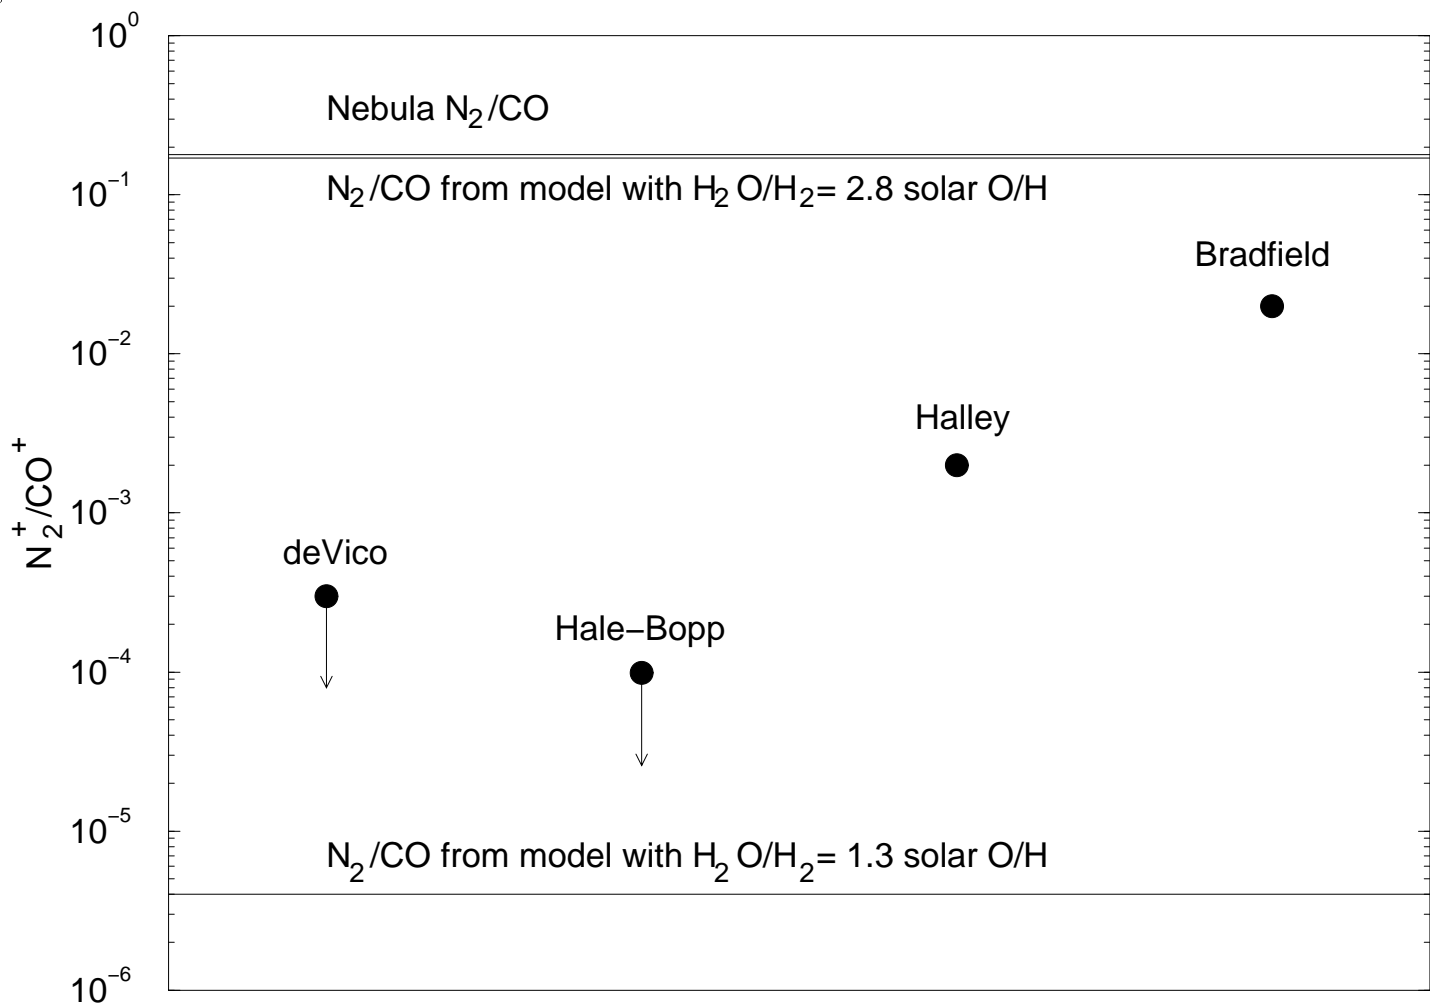 10⁰
Nebula N₂/CO
N₂/CO from model with H₂O/H₂= 2.8 solar O/H
10⁻¹
Bradfield
10⁻²
Halley
N₂⁺/CO⁺
10⁻³
deVico
Hale−Bopp
10⁻⁴
10⁻⁵
N₂/CO from model with H₂O/H₂= 1.3 solar O/H
10⁻⁶